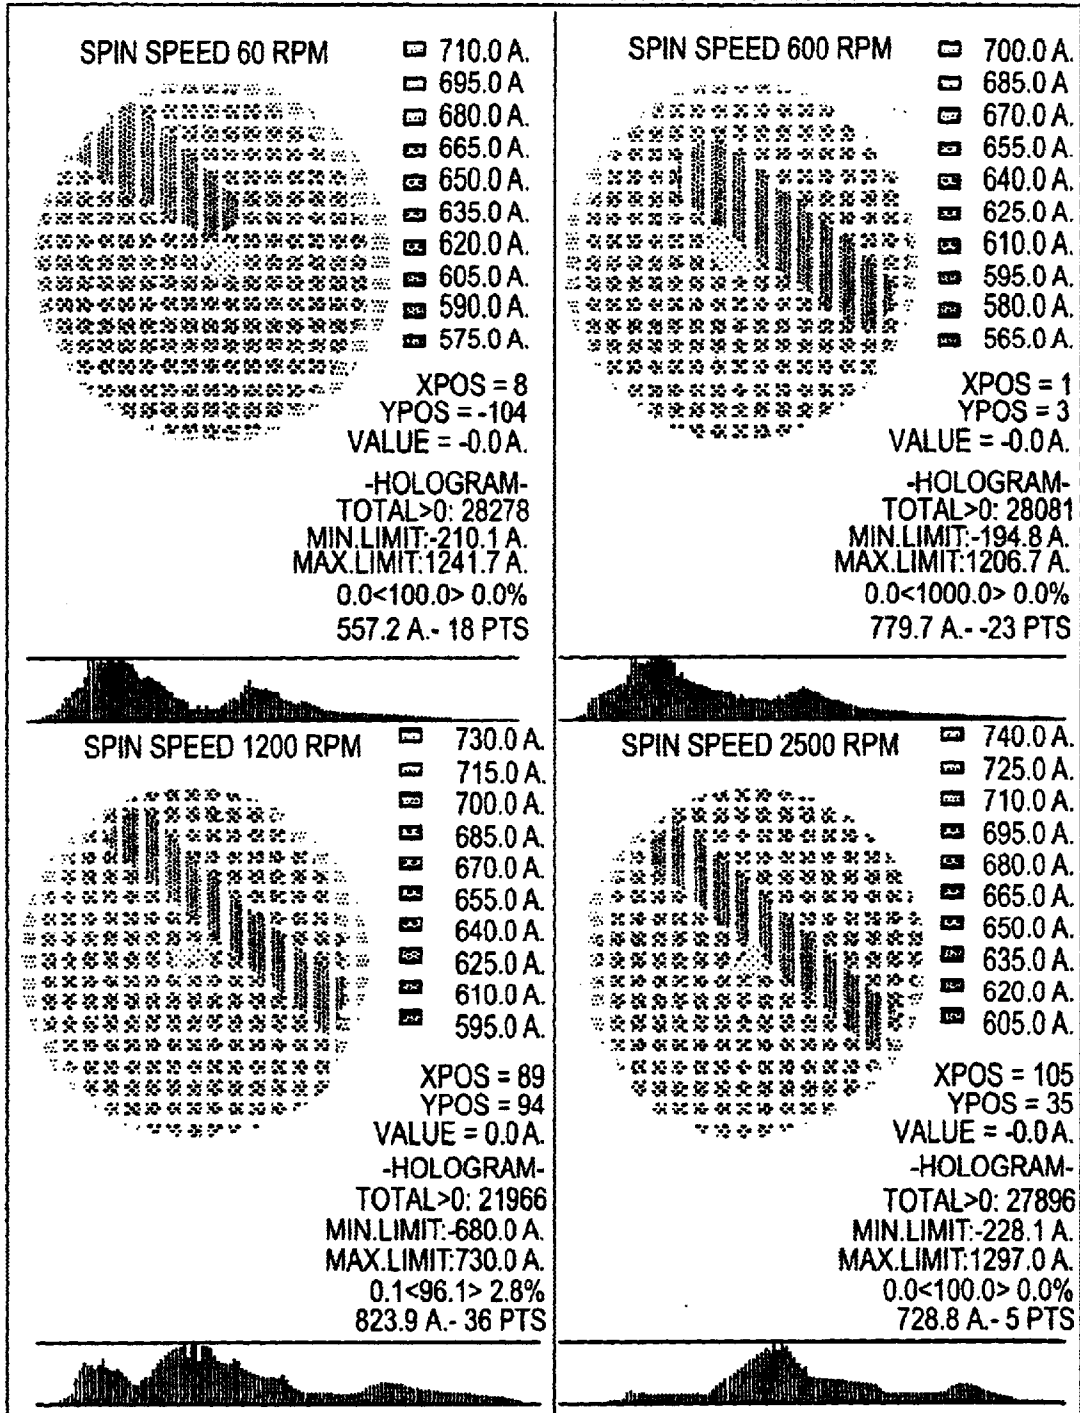 SPIN SPEED 60 RPM
710.0 A.
695.0 A
680.0 A.
665.0 A.
650.0 A.
635.0 A.
620.0 A.
605.0 A.
590.0 A.
575.0 A.
XPOS = 8
YPOS = -104
VALUE = -0.0 A.
-HOLOGRAM-
TOTAL>0: 28278
MIN.LIMIT:-210.1 A.
MAX.LIMIT:1241.7 A.
0.0<100.0> 0.0%
557.2 A.- 18 PTS
SPIN SPEED 600 RPM
700.0 A.
685.0 A
670.0 A.
655.0 A.
640.0 A.
625.0 A.
610.0 A.
595.0 A.
580.0 A.
565.0 A.
XPOS = 1
YPOS = 3
VALUE = -0.0 A.
-HOLOGRAM-
TOTAL>0: 28081
MIN.LIMIT:-194.8 A.
MAX.LIMIT:1206.7 A.
0.0<1000.0> 0.0%
779.7 A.- -23 PTS
SPIN SPEED 1200 RPM
730.0 A.
715.0 A.
700.0 A.
685.0 A.
670.0 A.
655.0 A.
640.0 A.
625.0 A.
610.0 A.
595.0 A.
XPOS = 89
YPOS = 94
VALUE = 0.0 A.
-HOLOGRAM-
TOTAL>0: 21966
MIN.LIMIT:-680.0 A.
MAX.LIMIT:730.0 A.
0.1<96.1> 2.8%
823.9 A.- 36 PTS
SPIN SPEED 2500 RPM
740.0 A.
725.0 A.
710.0 A.
695.0 A.
680.0 A.
665.0 A.
650.0 A.
635.0 A.
620.0 A.
605.0 A.
XPOS = 105
YPOS = 35
VALUE = -0.0 A.
-HOLOGRAM-
TOTAL>0: 27896
MIN.LIMIT:-228.1 A.
MAX.LIMIT:1297.0 A.
0.0<100.0> 0.0%
728.8 A.- 5 PTS